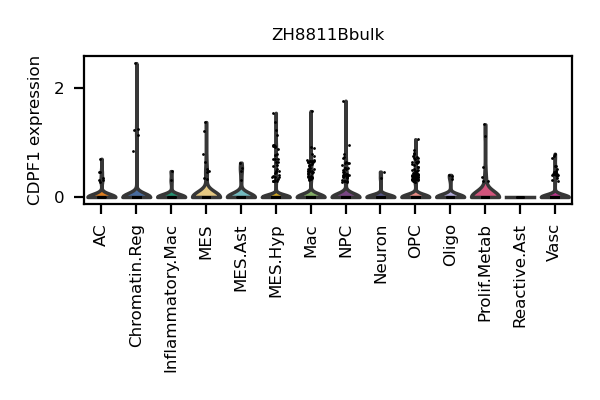 ZH8811Bbulk
CDPF1 expression
2
0
AC
Chromatin.Reg
Inflammatory.Mac
MES
MES.Ast
MES.Hyp
Mac
NPC
Neuron
OPC
Oligo
Prolif.Metab
Reactive.Ast
Vasc